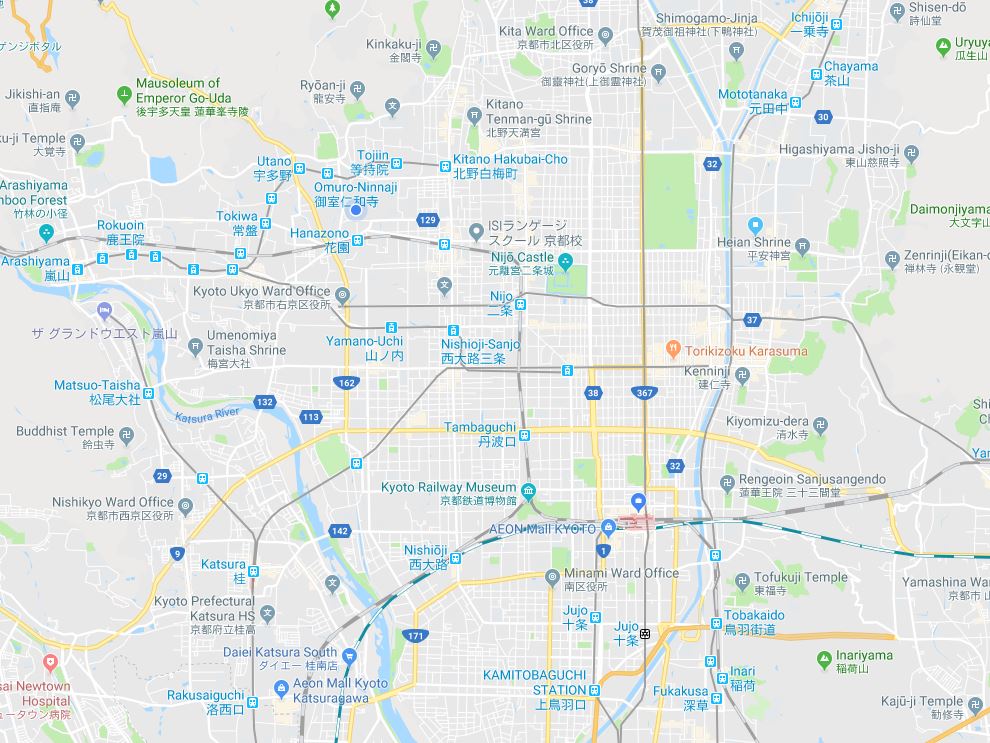 38
Shimogamo-Jinja
賀茂御祖神社(下鴨神社)
Ichijōji
一乗寺
Shisen-dō
詩仙堂
Kita Ward Office
京都市北区役所
Kinkaku-ji
金閣寺
Uryuya
瓜生山
Goryō Shrine
御靈神社(上御霊神社)
Chayama
茶山
Jikishi-an
直指庵
Mausoleum of
Emperor Go-Uda
後宇多天皇 蓮華峯寺陵
Ryōan-ji
龍安寺
Mototanaka
元田中
30
Kitano
Tenman-gū Shrine
北野天満宮
ku-ji Temple
大覚寺
Higashiyama Jisho-ji
東山慈照寺
Utano
宇多野
Tojiin
等持院
Kitano Hakubai-Cho
北野白梅町
32
Omuro-Ninnaji
御室仁和寺
Arashiyama
mboo Forest
竹林の小径
Tokiwa
常盤
129
Daimonjiyama
大文字山
Rokuoin
鹿王院
Hanazono
花園
ISIランゲージ
スクール 京都校
Heian Shrine
平安神宮
Arashiyama
嵐山
Nijō Castle
元離宮二条城
Zenrinji(Eikan-d
禅林寺 (永観堂)
Kyoto Ukyo Ward Office
京都市右京区役所
Nijo
二条
37
ザ グランドウエスト嵐山
Umenomiya
Taisha Shrine
梅宮大社
Yamano-Uchi
山ノ内
Nishioji-Sanjo
西大路三条
Torikizoku Karasuma
Kenninji
建仁寺
Matsuo-Taisha
松尾大社
162
38
367
132
Katsura River
113
Buddhist Temple
鈴虫寺
Tambaguchi
丹波口
Kiyomizu-dera
清水寺
29
32
Rengeoin Sanjusangendo
蓮華王院 三十三間堂
Nishikyo Ward Office
京都市西京区役所
Kyoto Railway Museum
京都鉄道博物館
142
AEON Mall KYOTO
9
1
Nishiōji
西大路
Katsura
桂
Minami Ward Office
南区役所
Tofukuji Temple
東福寺
Kyoto Prefectural
Katsura HS
京都府立桂高
Jujo
十条
Jujo
十条
Tobakaido
鳥羽街道
171
Daiei Katsura South
ダイエー 桂南店
Inariyama
稲荷山
sai Newtown
Hospital
ュータウン病院
Rakusaiguchi
洛西口
Aeon Mall Kyoto
Katsuragawa
KAMITOBAGUCHI
STATION
上鳥羽口
Inari
稲荷
Fukakusa
深草
Kajūji Temple
勧修寺